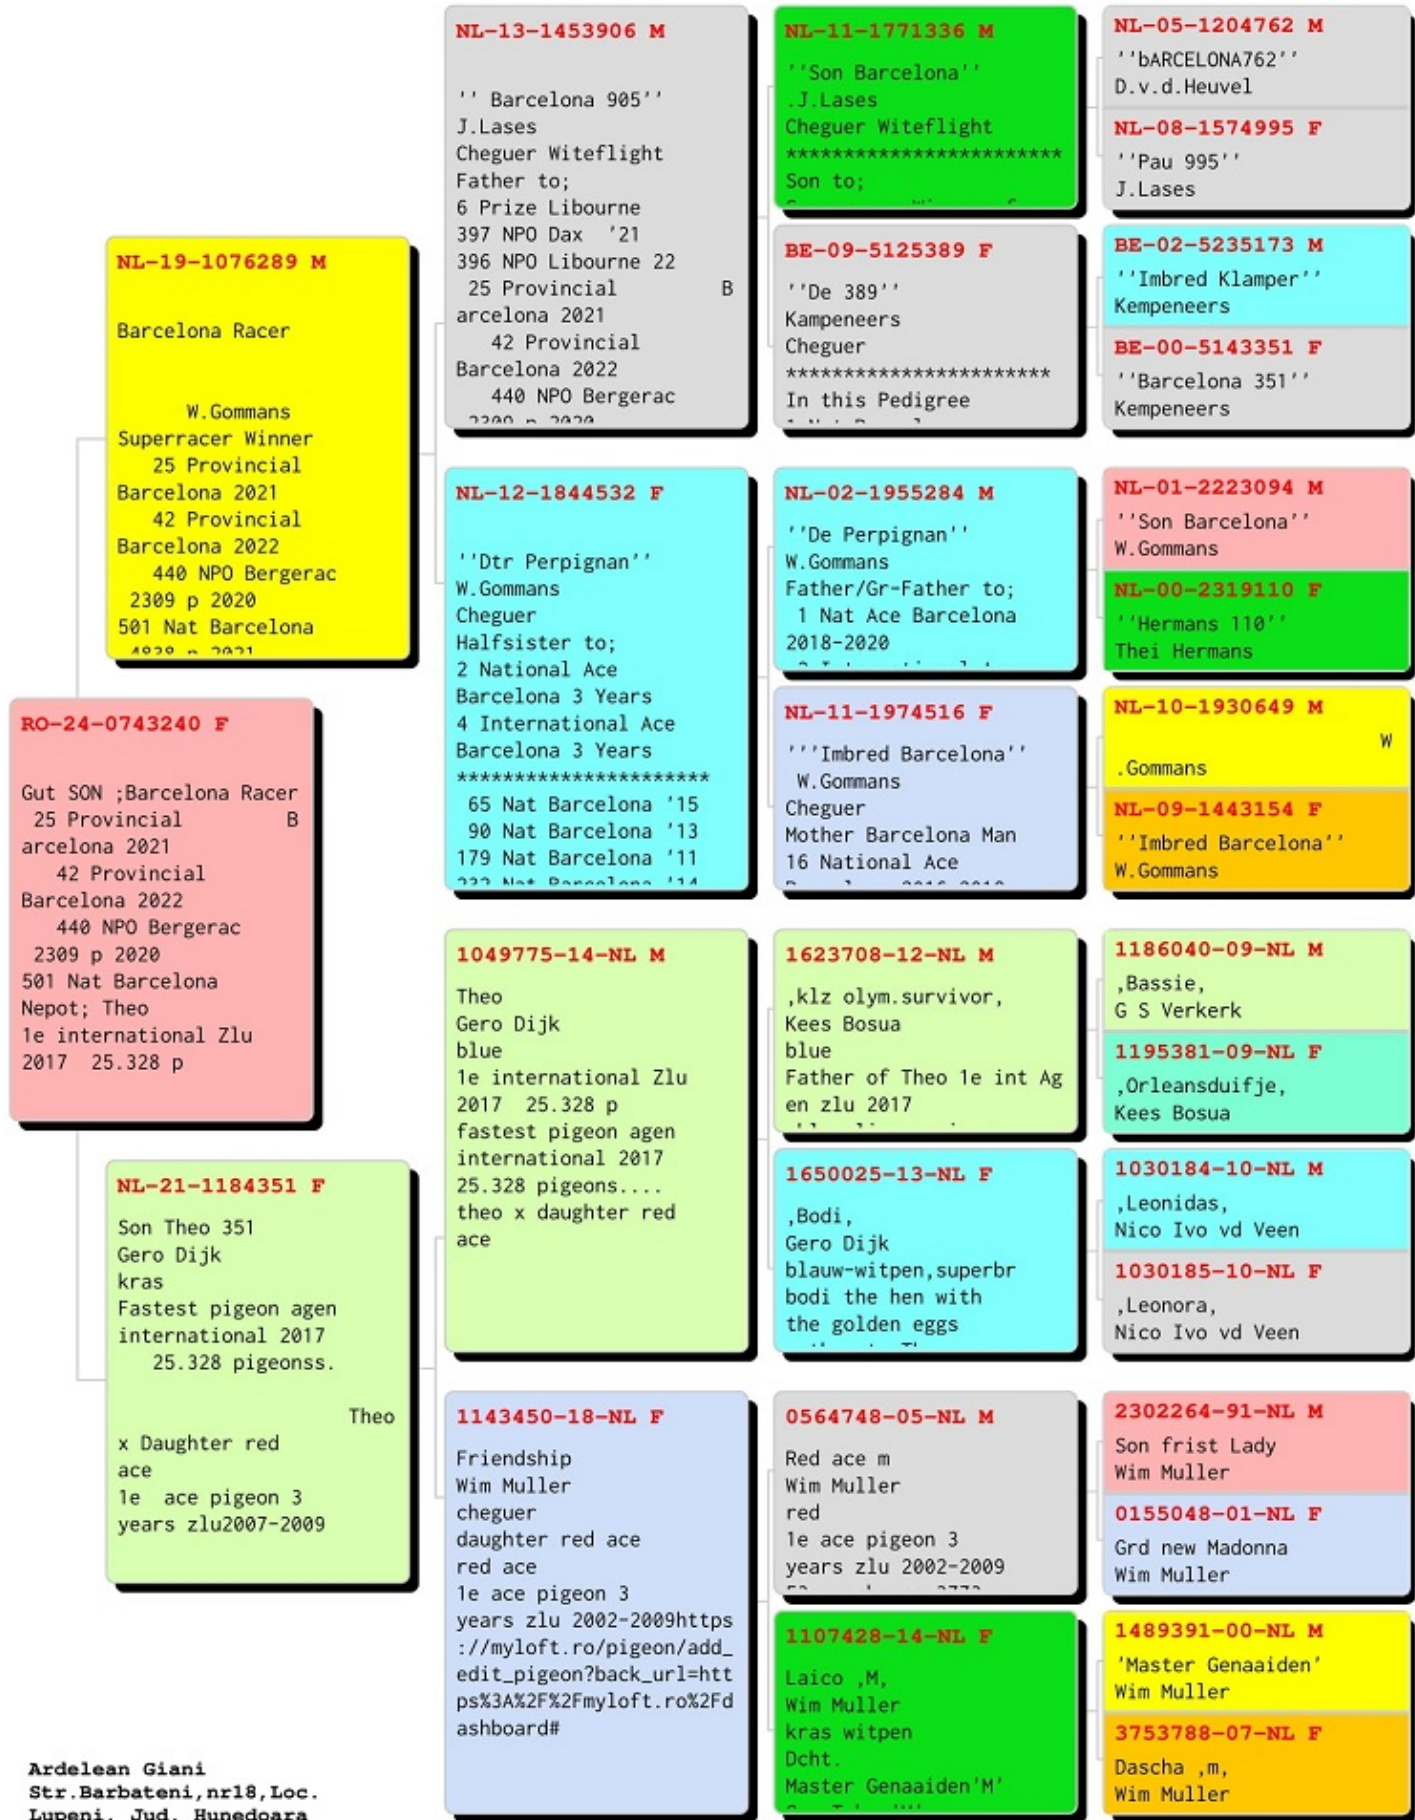 RO-24-0743240 F
Gut SON ;Barcelona Racer
25 Provincial B
arcelona 2021
42 Provincial
Barcelona 2022
440 NPO Bergerac
2309 p 2020
501 Nat Barcelona
Nepot; Theo
1e international Zlu
2017 25.328 p
NL-19-1076289 M
Barcelona Racer
W.Gommans
Superracer Winner
25 Provincial
Barcelona 2021
42 Provincial
Barcelona 2022
440 NPO Bergerac
2309 p 2020
501 Nat Barcelona
4838 p 2021
NL-21-1184351 F
Son Theo 351
Gero Dijk
kras
Fastest pigeon agen
international 2017
25.328 pigeonss.
Theo
x Daughter red
ace
1e ace pigeon 3
years zlu2007-2009
NL-13-1453906 M
'' Barcelona 905''
J.Lases
Cheguer Witeflight
Father to;
6 Prize Libourne
397 NPO Dax '21
396 NPO Libourne 22
25 Provincial B
arcelona 2021
42 Provincial
Barcelona 2022
440 NPO Bergerac
2309 p 2020
NL-12-1844532 F
''Dtr Perpignan''
W.Gommans
Cheguer
Halfsister to;
2 National Ace
Barcelona 3 Years
4 International Ace
Barcelona 3 Years
**********************
65 Nat Barcelona '15
90 Nat Barcelona '13
179 Nat Barcelona '11
232 Nat Barcelona '14
1049775-14-NL M
Theo
Gero Dijk
blue
1e international Zlu
2017 25.328 p
fastest pigeon agen
international 2017
25.328 pigeons....
theo x daughter red
ace
1143450-18-NL F
Friendship
Wim Muller
cheguer
daughter red ace
red ace
1e ace pigeon 3
years zlu 2002-2009https
://myloft.ro/pigeon/add_
edit_pigeon?back_url=htt
ps%3A%2F%2Fmyloft.ro%2Fd
ashboard#
NL-11-1771336 M
''Son Barcelona''
.J.Lases
Cheguer Witeflight
************************
Son to;
BE-09-5125389 F
''De 389''
Kampeneers
Cheguer
***********************
In this Pedigree
NL-02-1955284 M
''De Perpignan''
W.Gommans
Father/Gr-Father to;
1 Nat Ace Barcelona
2018-2020
NL-11-1974516 F
'''Imbred Barcelona''
W.Gommans
Cheguer
Mother Barcelona Man
16 National Ace
1623708-12-NL M
,klz olym.survivor,
Kees Bosua
blue
Father of Theo 1e int Ag
en zlu 2017
1650025-13-NL F
,Bodi,
Gero Dijk
blauw-witpen,superbr
bodi the hen with
the golden eggs
0564748-05-NL M
Red ace m
Wim Muller
red
1e ace pigeon 3
years zlu 2002-2009
1107428-14-NL F
Laico ,M,
Wim Muller
kras witpen
Dcht.
Master Genaaiden'M'
NL-05-1204762 M
''bARCELONA762''
D.v.d.Heuvel
NL-08-1574995 F
''Pau 995''
J.Lases
BE-02-5235173 M
''Imbred Klamper''
Kempeneers
BE-00-5143351 F
''Barcelona 351''
Kempeneers
NL-01-2223094 M
''Son Barcelona''
W.Gommans
NL-00-2319110 F
''Hermans 110''
Thei Hermans
NL-10-1930649 M
W
.Gommans
NL-09-1443154 F
''Imbred Barcelona''
W.Gommans
1186040-09-NL M
,Bassie,
G S Verkerk
1195381-09-NL F
,Orleansduifje,
Kees Bosua
1030184-10-NL M
,Leonidas,
Nico Ivo vd Veen
1030185-10-NL F
,Leonora,
Nico Ivo vd Veen
2302264-91-NL M
Son frist Lady
Wim Muller
0155048-01-NL F
Grd new Madonna
Wim Muller
1489391-00-NL M
'Master Genaaiden'
Wim Muller
3753788-07-NL F
Dascha ,m,
Wim Muller
Ardelean Giani
Str.Barbateni,nr18,Loc.
Lupeni, Jud. Hunedoara